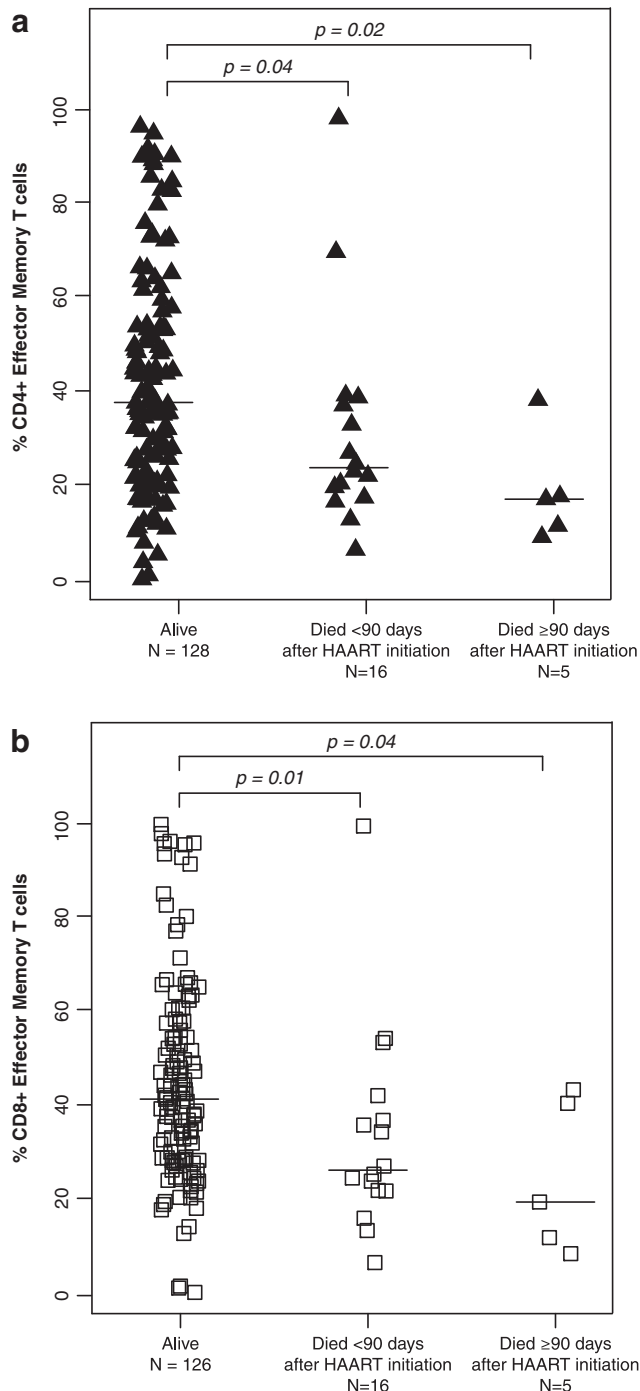 a
p = 0.02
p = 0.04
% CD4+ Effector Memory T cells
100
80
60
40
20
0
Alive
N = 128
Died <90 days
after HAART initiation
N=16
Died ≥90 days
after HAART initiation
N=5
b
p = 0.04
p = 0.01
% CD8+ Effector Memory T cells
100
80
60
40
20
0
Alive
N = 126
Died <90 days
after HAART initiation
N=16
Died ≥90 days
after HAART initiation
N=5